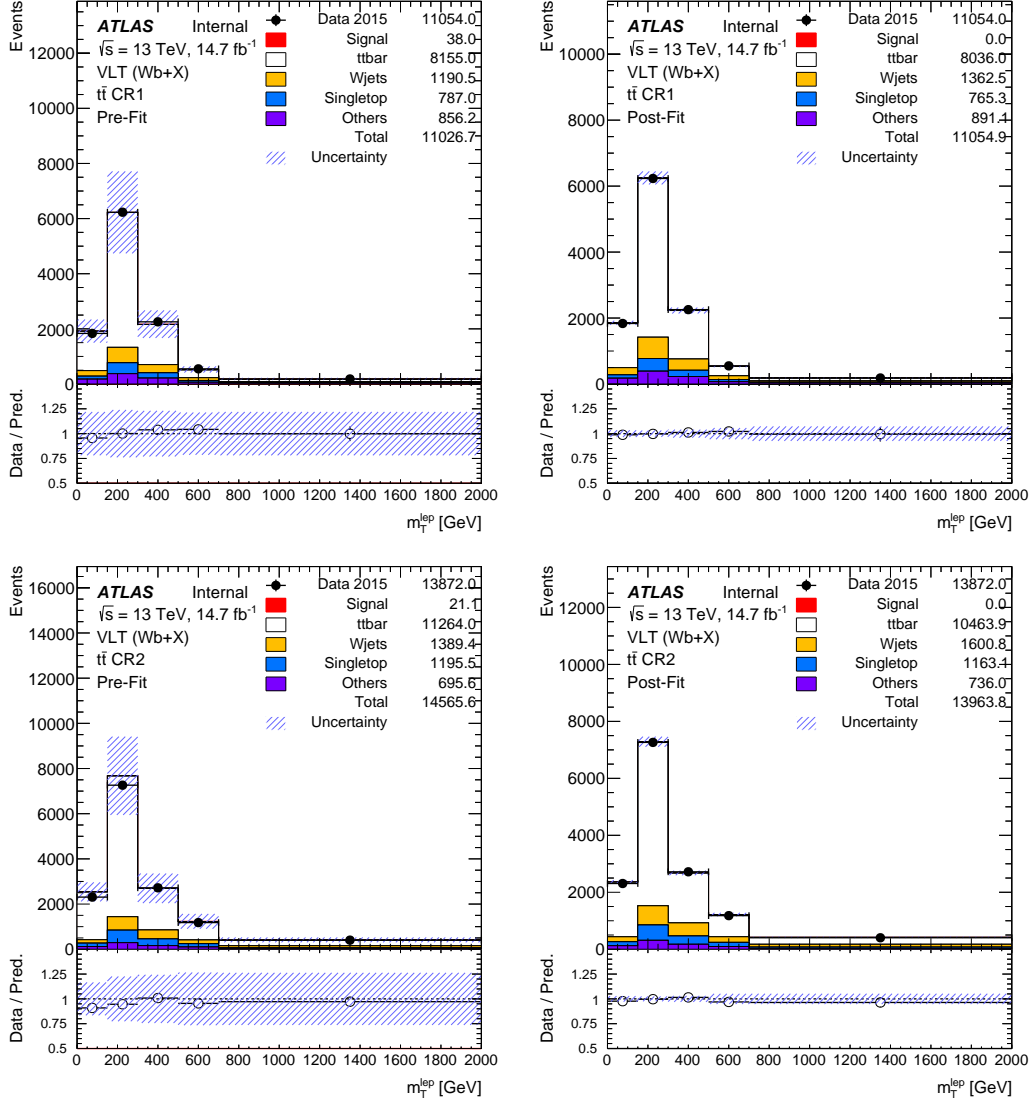 Events
ATLAS Internal
√s = 13 TeV, 14.7 fb⁻¹
VLT (Wb+X)
tt̄ CR1
Pre-Fit
Data 2015 11054.0
Signal 38.0
ttbar 8155.0
Wjets 1190.5
Singletop 787.0
Others 856.2
Total 11026.7
Uncertainty
12000
10000
8000
6000
4000
2000
0
Data / Pred.
1.25
1
0.75
0.5
0 200 400 600 800 1000 1200 1400 1600 1800 2000
m_T^lep [GeV]
Events
ATLAS Internal
√s = 13 TeV, 14.7 fb⁻¹
VLT (Wb+X)
tt̄ CR1
Post-Fit
Data 2015 11054.0
Signal 0.0
ttbar 8036.0
Wjets 1362.5
Singletop 765.3
Others 891.4
Total 11054.9
Uncertainty
10000
8000
6000
4000
2000
0
Data / Pred.
1.25
1
0.75
0.5
0 200 400 600 800 1000 1200 1400 1600 1800 2000
m_T^lep [GeV]
Events
ATLAS Internal
√s = 13 TeV, 14.7 fb⁻¹
VLT (Wb+X)
tt̄ CR2
Pre-Fit
Data 2015 13872.0
Signal 21.1
ttbar 11264.0
Wjets 1389.4
Singletop 1195.5
Others 695.6
Total 14565.6
Uncertainty
16000
14000
12000
10000
8000
6000
4000
2000
0
Data / Pred.
1.25
1
0.75
0.5
0 200 400 600 800 1000 1200 1400 1600 1800 2000
m_T^lep [GeV]
Events
ATLAS Internal
√s = 13 TeV, 14.7 fb⁻¹
VLT (Wb+X)
tt̄ CR2
Post-Fit
Data 2015 13872.0
Signal 0.0
ttbar 10463.9
Wjets 1600.8
Singletop 1163.4
Others 736.0
Total 13963.8
Uncertainty
12000
10000
8000
6000
4000
2000
0
Data / Pred.
1.25
1
0.75
0.5
0 200 400 600 800 1000 1200 1400 1600 1800 2000
m_T^lep [GeV]